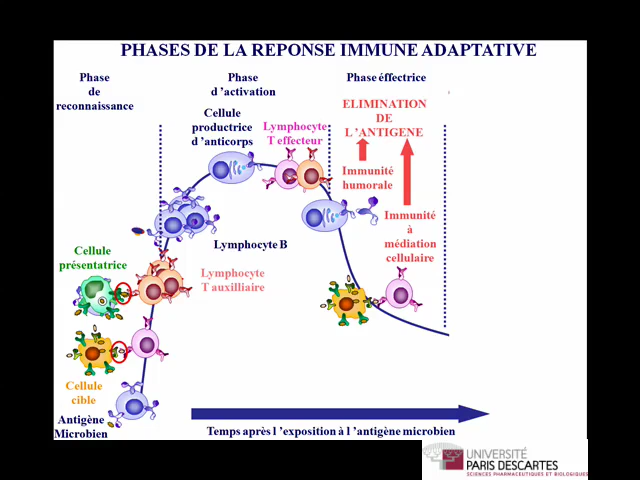 PHASES DE LA REPONSE IMMUNE ADAPTATIVE
Phase
de
reconnaissance
Phase
d 'activation
Phase éffectrice
Cellule
productrice
d 'anticorps
Lymphocyte
T effecteur
ELIMINATION
DE
L 'ANTIGENE
Immunité
humorale
Immunité
à
médiation
cellulaire
Lymphocyte B
Cellule
présentatrice
Lymphocyte
T auxilliaire
Cellule
cible
Antigène
Microbien
Temps après l 'exposition à l 'antigène microbien
UNIVERSITÉ
PARIS DESCARTES
SCIENCES PHARMACEUTIQUES ET BIOLOGIQUES